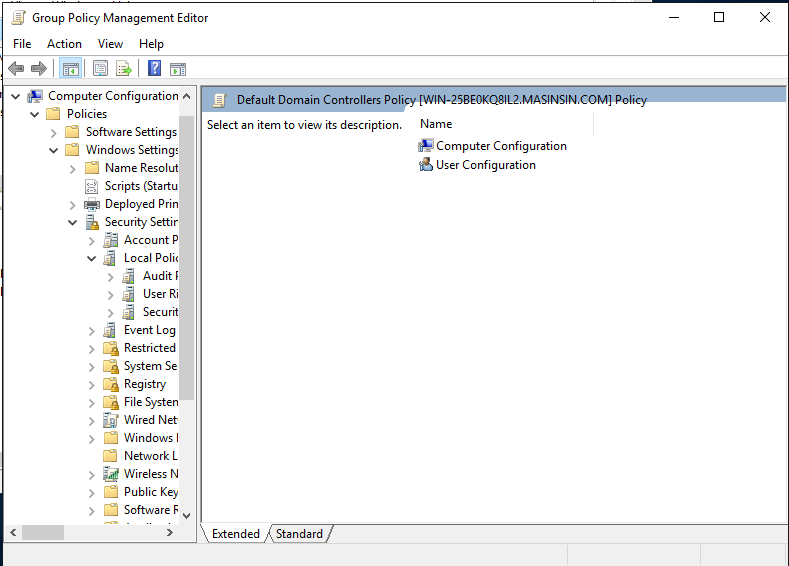 Group Policy Management Editor
File Action View Help
Computer Configuration
Policies
Software Settings
Windows Settings
Name Resolut
Scripts (Startu
Deployed Prin
Security Settin
Account P
Local Polic
Audit P
User Ri
Securit
Event Log
Restricted
System Se
Registry
File System
Wired Net
Windows
Network L
Wireless N
Public Key
Software R
Default Domain Controllers Policy [WIN-25BE0KQ8IL2.MASINSIN.COM] Policy
Select an item to view its description.
Name
Computer Configuration
User Configuration
Extended Standard